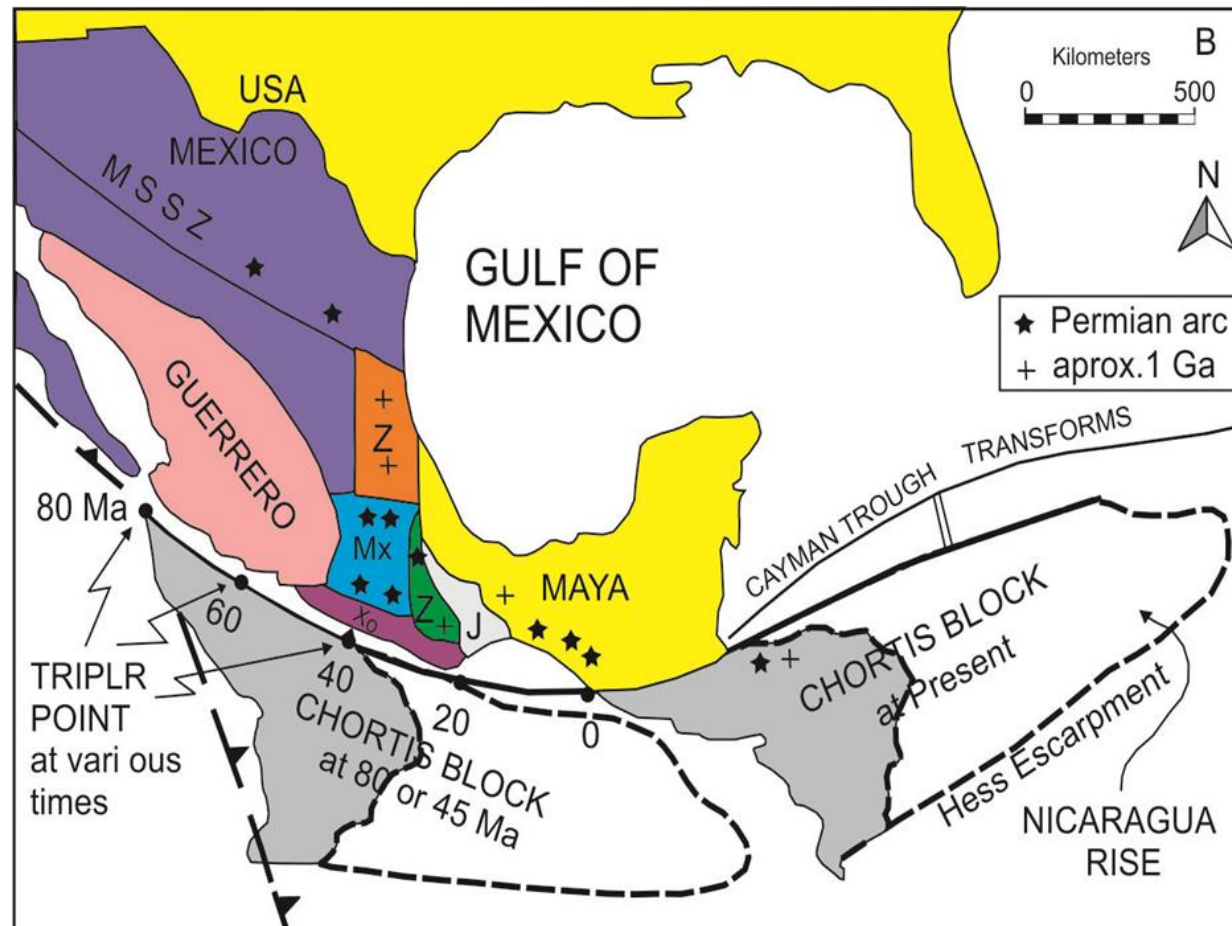 B
Kilometers
0 500
N
USA
MEXICO
M S S Z
GULF OF
MEXICO
★ Permian arc
+ aprox.1 Ga
GUERRERO
Z
Mx
Xo
Z
J
MAYA
CAYMAN TROUGH TRANSFORMS
80 Ma
60
40
20
0
TRIPLR
POINT
at vari ous
times
CHORTIS BLOCK
at 80 or 45 Ma
CHORTIS BLOCK
at Present
Hess Escarpment
NICARAGUA
RISE